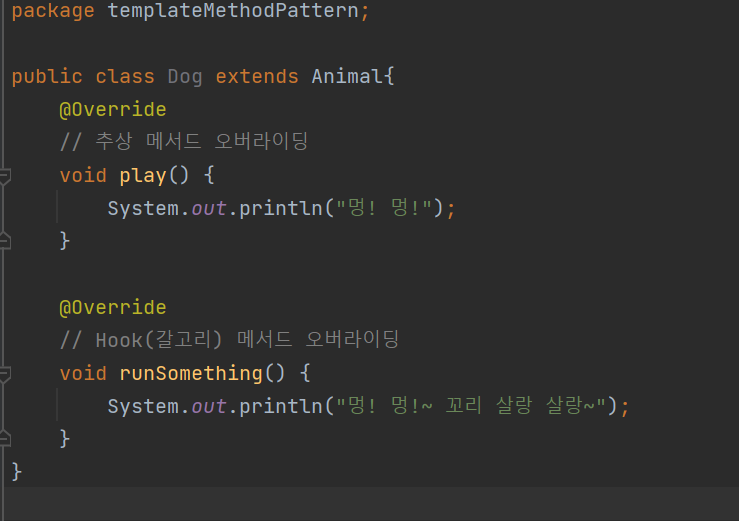 package templateMethodPattern;
public class Dog extends Animal{
@Override
// 추상 메서드 오버라이딩
void play() {
System.out.println("멍! 멍!");
}
@Override
// Hook(갈고리) 메서드 오버라이딩
void runSomething() {
System.out.println("멍! 멍!~ 꼬리 살랑 살랑~");
}
}